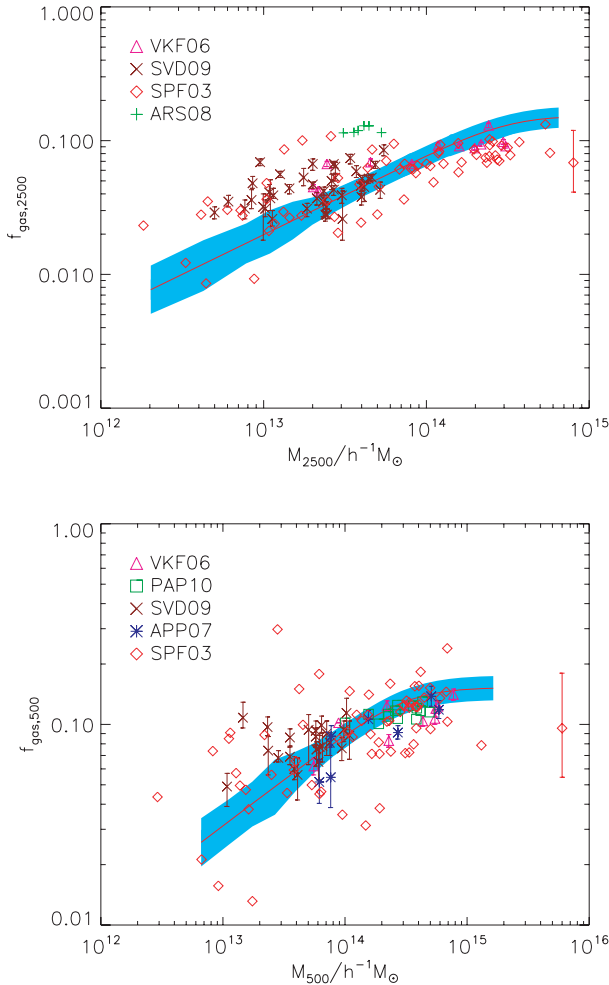 1.000
0.100
0.010
0.001
f_gas,2500
VKF06
SVD09
SPF03
ARS08
10^12
10^13
10^14
10^15
M_2500/h^-1M_⊙
1.00
0.10
0.01
f_gas,500
VKF06
PAP10
SVD09
APP07
SPF03
10^12
10^13
10^14
10^15
10^16
M_500/h^-1M_⊙